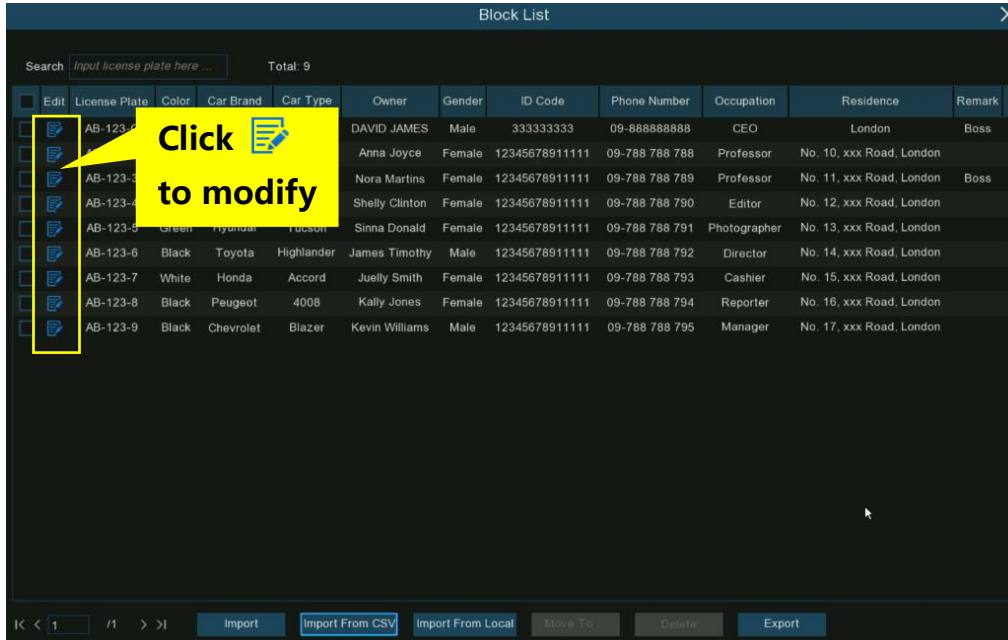 Block List
Search Input license plate here ... Total: 9
Edit License Plate Color Car Brand Car Type Owner Gender ID Code Phone Number Occupation Residence Remark
DAVID JAMES Male 333333333 09-888888888 CEO London Boss
Anna Joyce Female 12345678911111 09-788 788 788 Professor No. 10, xxx Road, London
Nora Martins Female 12345678911111 09-788 788 789 Professor No. 11, xxx Road, London Boss
Shelly Clinton Female 12345678911111 09-788 788 790 Editor No. 12, xxx Road, London
AB-123-5 Green Hyundai Tucson Sinna Donald Female 12345678911111 09-788 788 791 Photographer No. 13, xxx Road, London
AB-123-6 Black Toyota Highlander James Timothy Male 12345678911111 09-788 788 792 Director No. 14, xxx Road, London
AB-123-7 White Honda Accord Juelly Smith Female 12345678911111 09-788 788 793 Cashier No. 15, xxx Road, London
AB-123-8 Black Peugeot 4008 Kally Jones Female 12345678911111 09-788 788 794 Reporter No. 16, xxx Road, London
AB-123-9 Black Chevrolet Blazer Kevin Williams Male 12345678911111 09-788 788 795 Manager No. 17, xxx Road, London
Click
to modify
1 /1 Import Import From CSV Import From Local Move To ... Delete Export